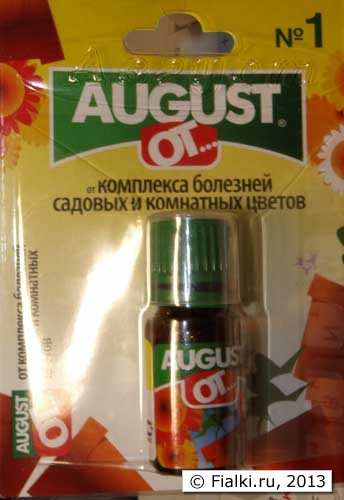 №1
AUGUST®
ОТ...
от комплекса болезней
садовых и комнатных цветов
AUGUST
ОТ...
AUGUST
ОТ...
от комплекса болезней
и комнатных
© Fialki.ru, 2013